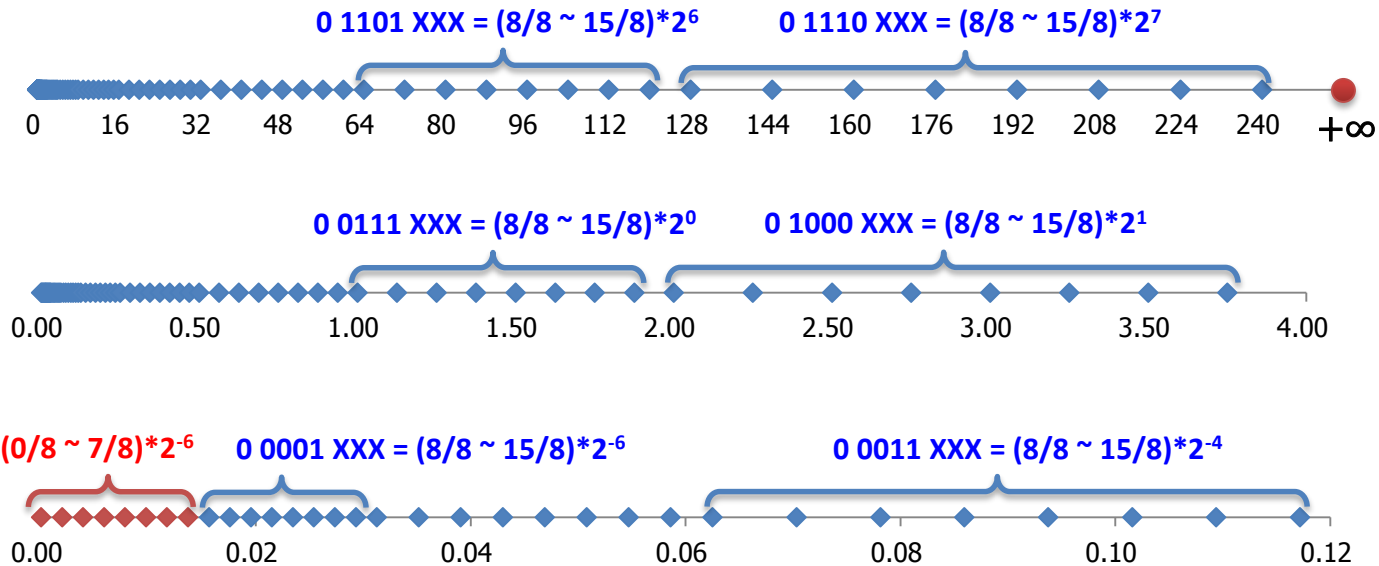 0 1101 XXX = (8/8 ~ 15/8)*2⁶ 0 1110 XXX = (8/8 ~ 15/8)*2⁷
0 16 32 48 64 80 96 112 128 144 160 176 192 208 224 240 +∞
0 0111 XXX = (8/8 ~ 15/8)*2⁰ 0 1000 XXX = (8/8 ~ 15/8)*2¹
0.00 0.50 1.00 1.50 2.00 2.50 3.00 3.50 4.00
(0/8 ~ 7/8)*2⁻⁶ 0 0001 XXX = (8/8 ~ 15/8)*2⁻⁶ 0 0011 XXX = (8/8 ~ 15/8)*2⁻⁴
0.00 0.02 0.04 0.06 0.08 0.10 0.12